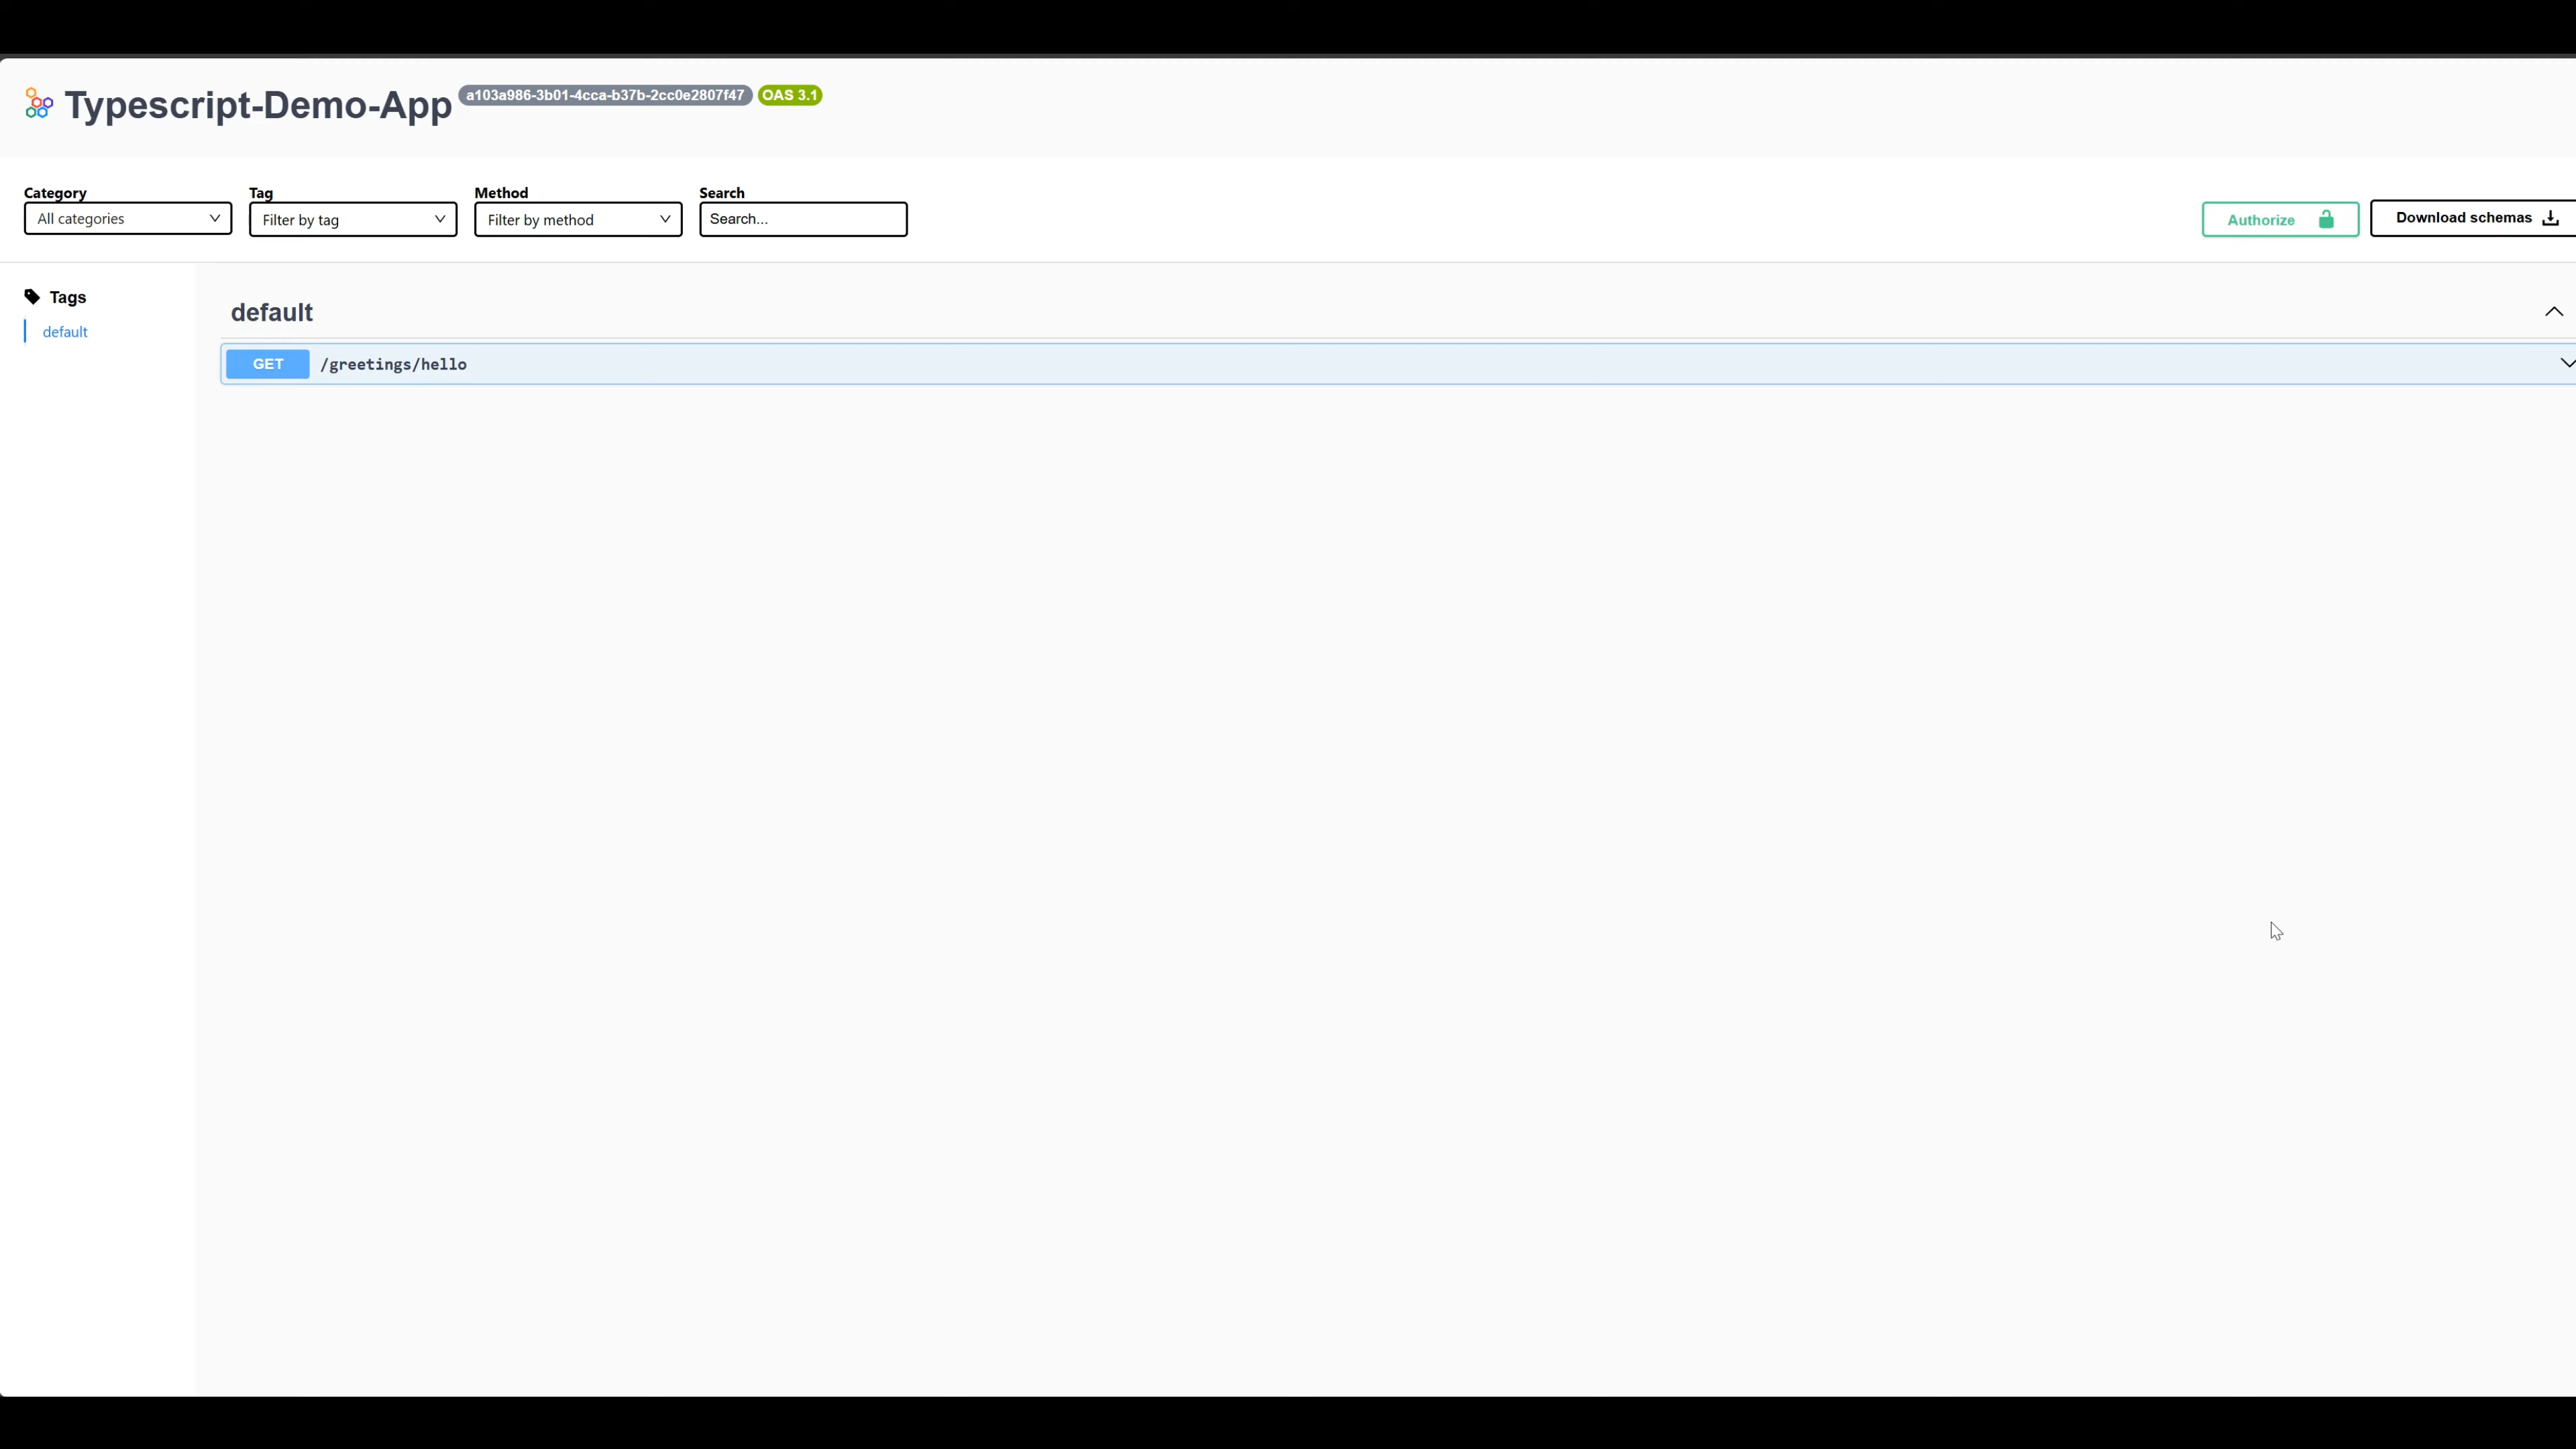 Typescript-Demo-App a103a986-3b01-4cca-b37b-2cc0e2807f47 OAS 3.1
Category Tag Method Search
All categories Filter by tag Filter by method Search... Authorize Download schemas
Tags
default
default
GET /greetings/hello